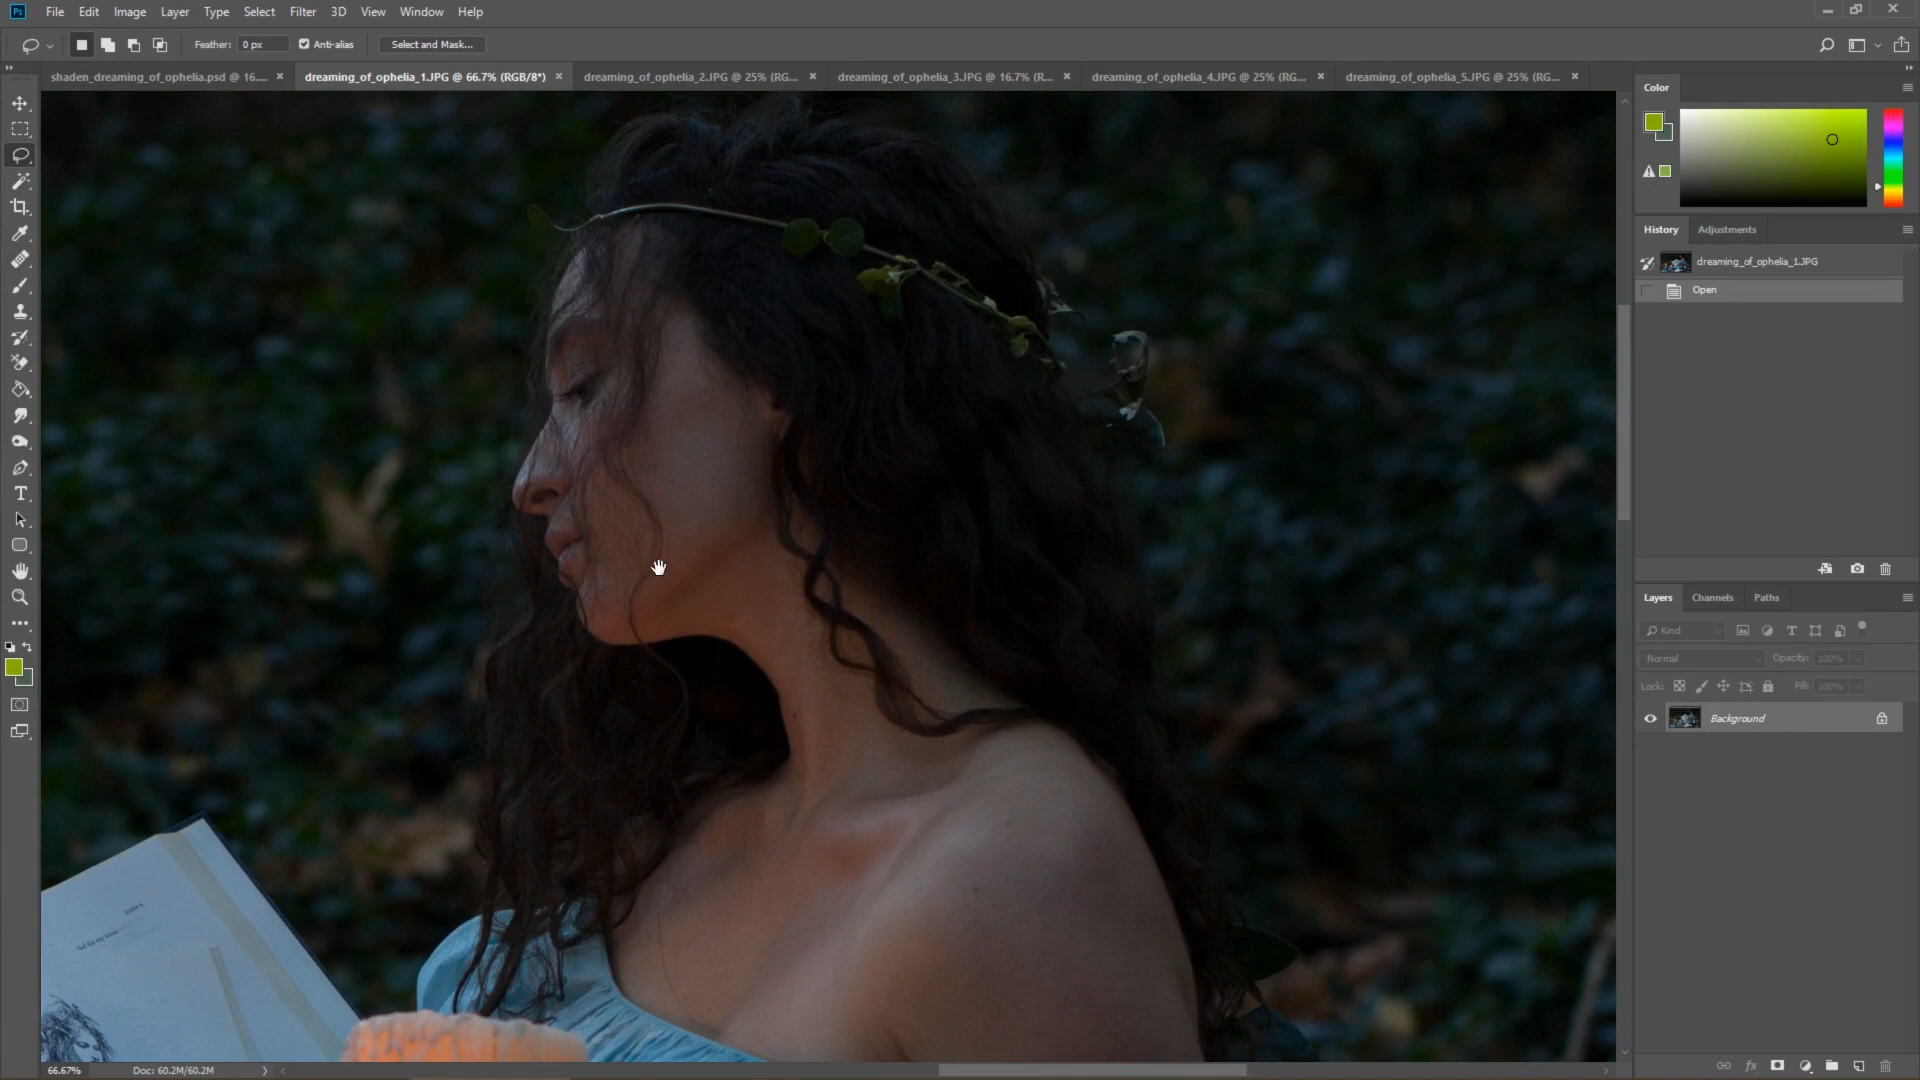 Ps File Edit Image Layer Type Select Filter 3D View Window Help
Feather: 0 px Anti-alias Select and Mask...
shaden_dreaming_of_ophelia.psd @ 16.... × dreaming_of_ophelia_1.JPG @ 66.7% (RGB/8*) × dreaming_of_ophelia_2.JPG @ 25% (RG... × dreaming_of_ophelia_3.JPG @ 16.7% (R... × dreaming_of_ophelia_4.JPG @ 25% (RG... × dreaming_of_ophelia_5.JPG @ 25% (RG... ×
Color
History Adjustments
dreaming_of_ophelia_1.JPG
Open
Layers Channels Paths
Kind
Normal Opacity: 100%
Lock: Fill: 100%
Background
66.67% Doc: 60.2M/60.2M